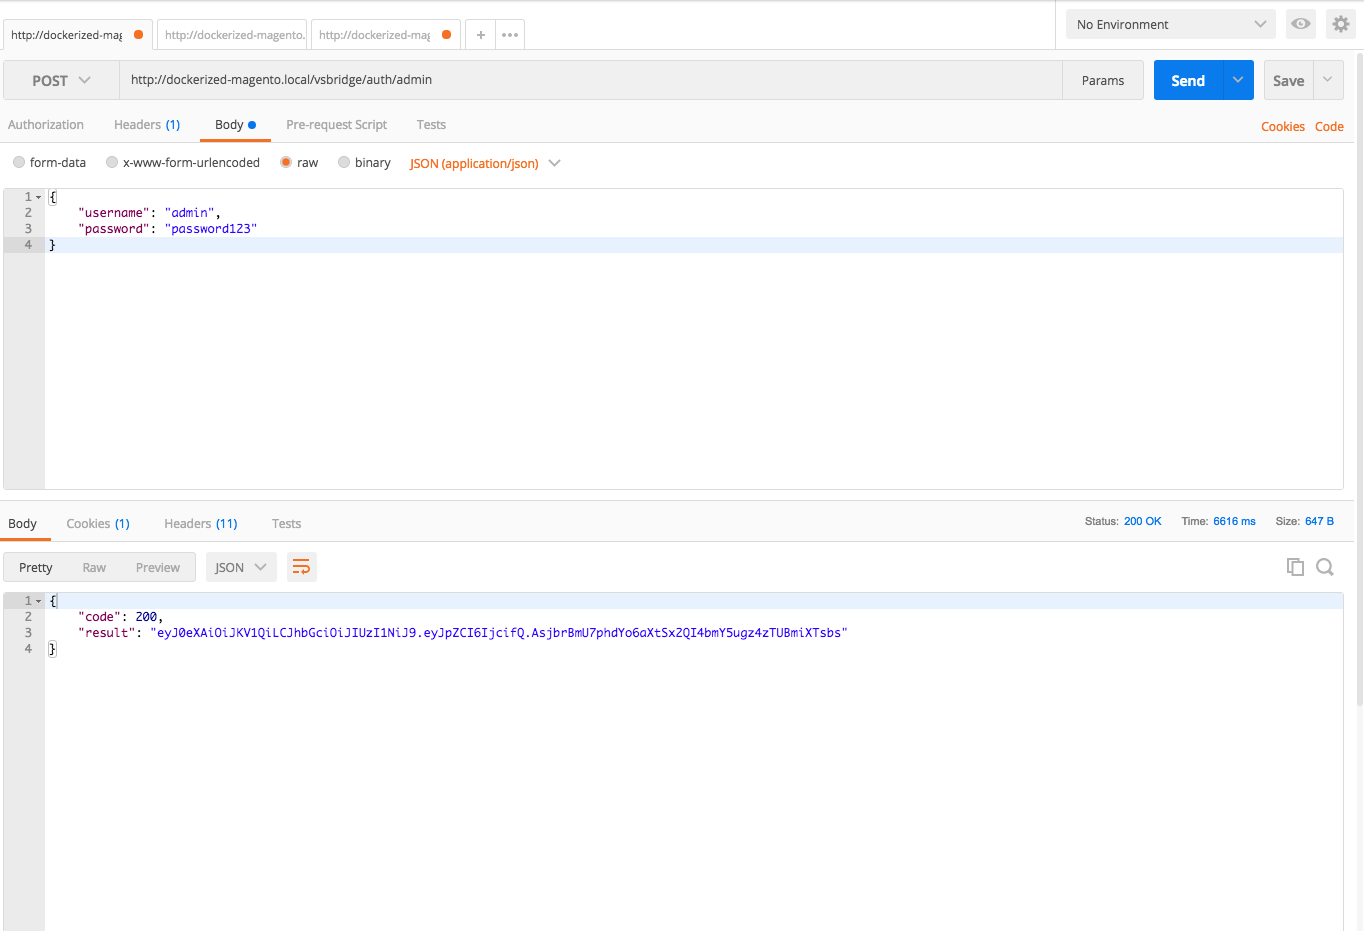 http://dockerized-mag
http://dockerized-magento.
http://dockerized-mag
+
No Environment
POST
http://dockerized-magento.local/vsbridge/auth/admin
Params
Send
Save
Authorization
Headers (1)
Body
Pre-request Script
Tests
Cookies
Code
form-data
x-www-form-urlencoded
raw
binary
JSON (application/json)
1 {
2 "username": "admin",
3 "password": "password123"
4 }
Body
Cookies (1)
Headers (11)
Tests
Status: 200 OK
Time: 6616 ms
Size: 647 B
Pretty
Raw
Preview
JSON
1 {
2 "code": 200,
3 "result": "eyJ0eXAiOiJKV1QiLCJhbGciOiJIUzI1NiJ9.eyJpZCI6IjcifQ.AsjbrBmU7phdYo6aXtSx2QI4bmY5ugz4zTUBmiXTsbs"
4 }